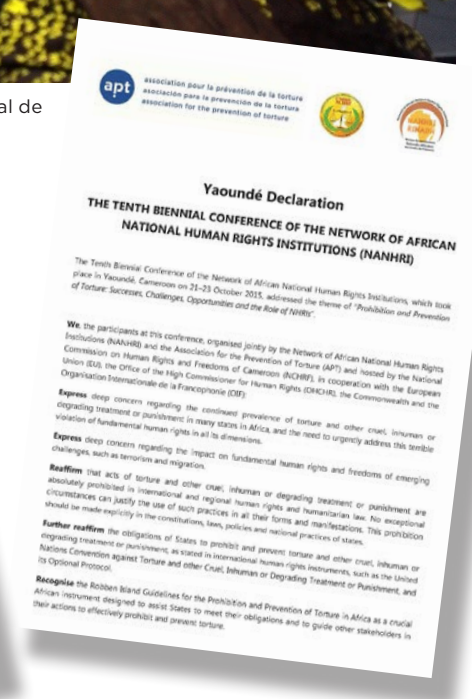 al de
apt
association pour la prévention de la torture
asociación para la prevención de la tortura
association for the prevention of torture
Yaoundé Declaration
THE TENTH BIENNIAL CONFERENCE OF THE NETWORK OF AFRICAN
NATIONAL HUMAN RIGHTS INSTITUTIONS (NANHRI)
The Tenth Biennial Conference of the Network of African National Human Rights Institutions, which took
place in Yaoundé, Cameroon on 21-23 October 2015, addressed the theme of "Prohibition and Prevention
of Torture: Successes, Challenges, Opportunities and the Role of NHRIs".
We, the participants at this conference, organised jointly by the Network of African National Human Rights
Institutions (NANHRI) and the Association for the Prevention of Torture (APT) and hosted by the National
Commission on Human Rights and Freedoms of Cameroon (NCHRF), in cooperation with the European
Union (EU), the Office of the High Commissioner for Human Rights (OHCHR), the Commonwealth and the
Organisation Internationale de la Francophonie (OIF):
Express deep concern regarding the continued prevalence of torture and other cruel, inhuman or
degrading treatment or punishment in many states in Africa, and the need to urgently address this terrible
violation of fundamental human rights in all its dimensions.
Express deep concern regarding the impact on fundamental human rights and freedoms of emerging
challenges, such as terrorism and migration.
Reaffirm that acts of torture and other cruel, inhuman or degrading treatment or punishment are
absolutely prohibited in international and regional human rights and humanitarian law. No exceptional
circumstances can justify the use of such practices in all their forms and manifestations. This prohibition
should be made explicitly in the constitutions, laws, policies and national practices of states.
Further reaffirm the obligations of States to prohibit and prevent torture and other cruel, inhuman or
degrading treatment or punishment, as stated in international human rights instruments, such as the United
Nations Convention against Torture and other Cruel, Inhuman or Degrading Treatment or Punishment, and
its Optional Protocol.
Recognise the Robben Island Guidelines for the Prohibition and Prevention of Torture in Africa as a crucial
African instrument designed to assist States to meet their obligations and to guide other stakeholders in
their actions to effectively prohibit and prevent torture.